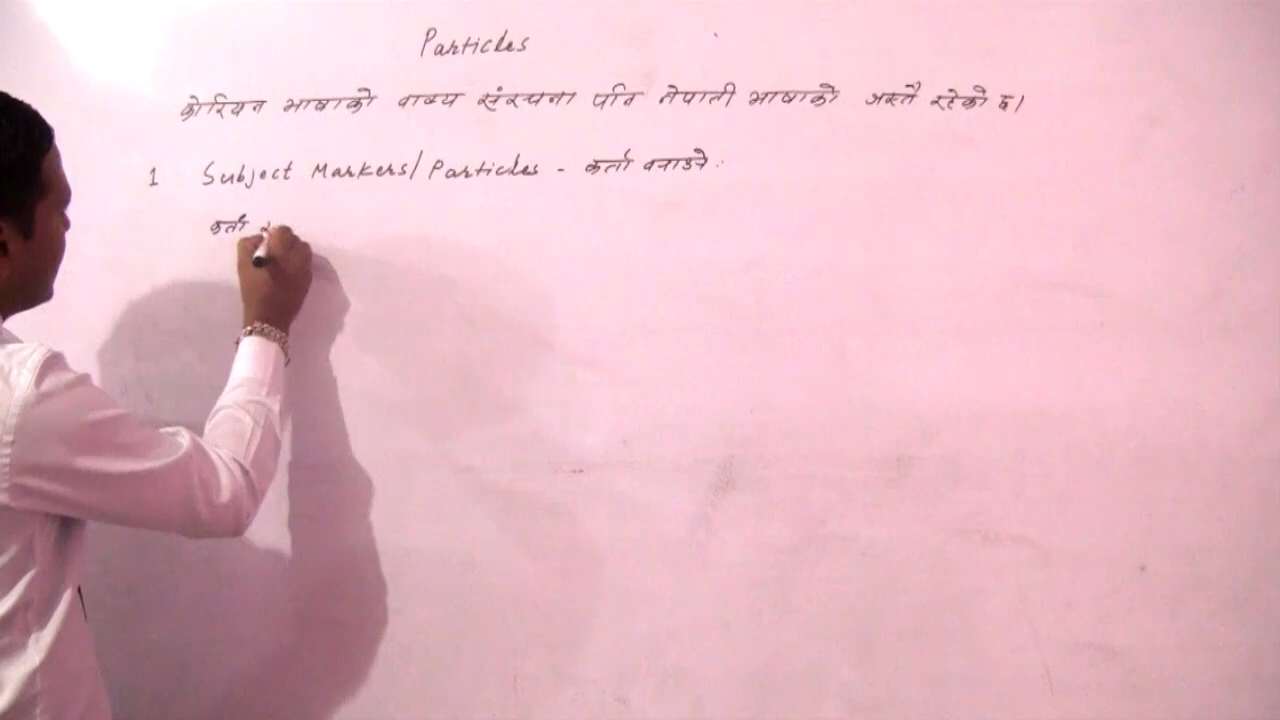 Particles
कोरियन भाषाको वाक्य संरचना पनि नेपाली भाषाको जस्तै रहेको छ।
1 Subject Markers/Particles - कर्ता बनाउने
कर्ता